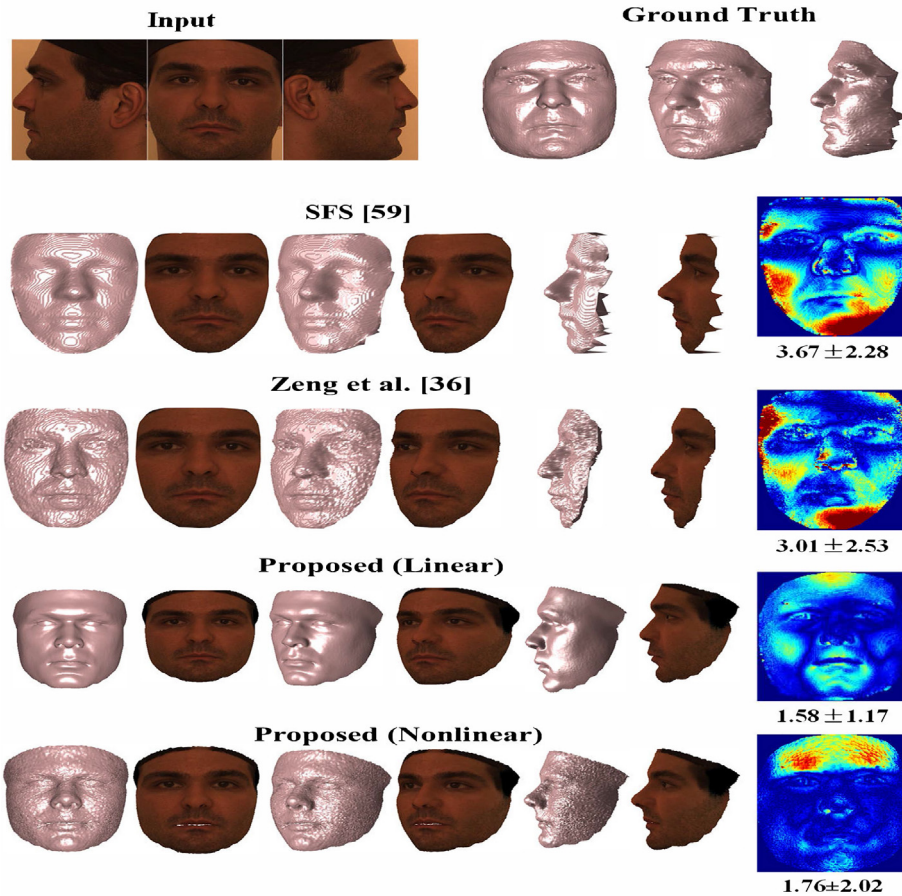 Input
Ground Truth
SFS [59]
3.67 ±2.28
Zeng et al. [36]
3.01 ±2.53
Proposed (Linear)
1.58 ±1.17
Proposed (Nonlinear)
1.76±2.02